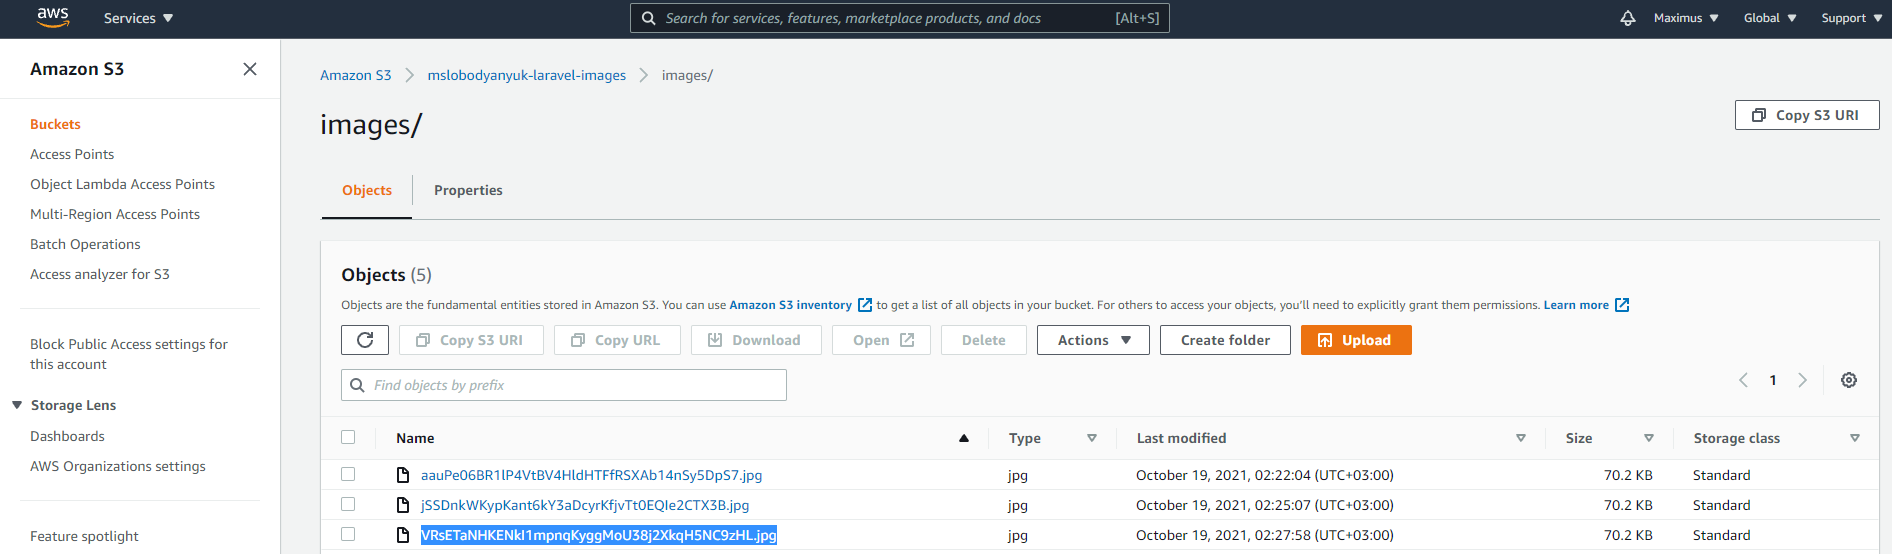 aws Services Search for services, features, marketplace products, and docs [Alt+S] Maximus Global Support
Amazon S3
Amazon S3 mslobodyanyuk-laravel-images images/
images/
Copy S3 URI
Buckets
Access Points
Object Lambda Access Points
Multi-Region Access Points
Batch Operations
Access analyzer for S3
Block Public Access settings for
this account
Storage Lens
Dashboards
AWS Organizations settings
Feature spotlight
Objects Properties
Objects (5)
Objects are the fundamental entities stored in Amazon S3. You can use Amazon S3 inventory to get a list of all objects in your bucket. For others to access your objects, you'll need to explicitly grant them permissions. Learn more
Copy S3 URI Copy URL Download Open Delete Actions Create folder Upload
Find objects by prefix
1
Name Type Last modified Size Storage class
aauPe06BR1lP4VtBV4HldHTFfRSXAb14nSy5DpS7.jpg jpg October 19, 2021, 02:22:04 (UTC+03:00) 70.2 KB Standard
jSSDnkWKypKant6kY3aDcyrKfjvTt0EQIe2CTX3B.jpg jpg October 19, 2021, 02:25:07 (UTC+03:00) 70.2 KB Standard
VRsETaNHKENkI1mpnqKyggMoU38j2XkqH5NC9zHL.jpg jpg October 19, 2021, 02:27:58 (UTC+03:00) 70.2 KB Standard